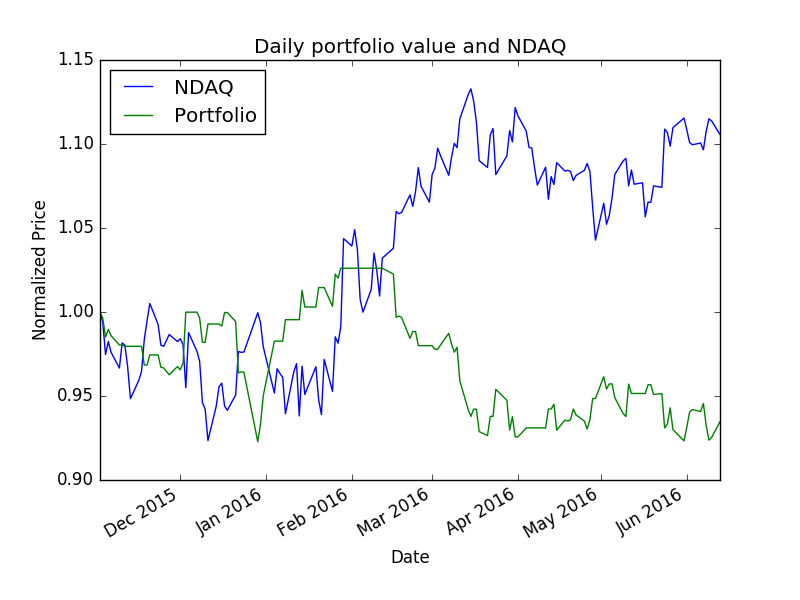 Daily portfolio value and NDAQ
1.15
1.10
1.05
1.00
0.95
0.90
Normalized Price
NDAQ
Portfolio
Dec 2015
Jan 2016
Feb 2016
Mar 2016
Apr 2016
May 2016
Jun 2016
Date